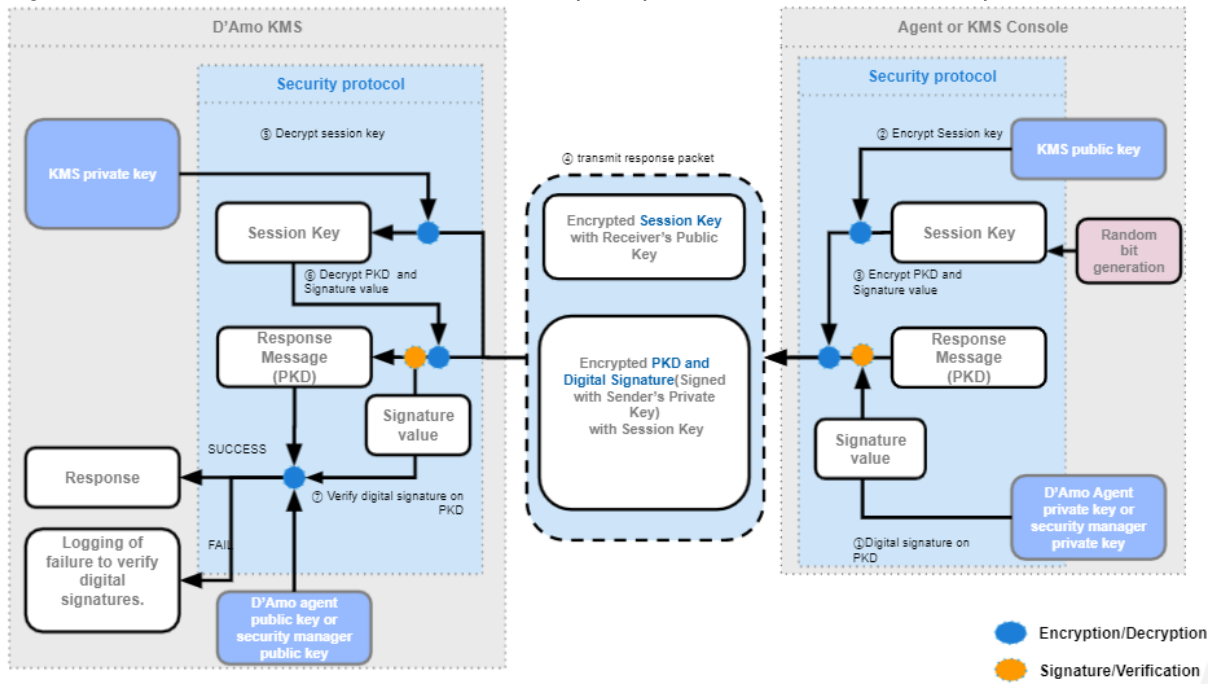 D'Amo KMS
Security protocol
⑤ Decrypt session key
KMS private key
Session Key
⑥ Decrypt PKD and
Signature value
Response
Message
(PKD)
Signature
value
SUCCESS
Response
⑦ Verify digital signature on
PKD
FAIL
Logging of
failure to verify
digital
signatures.
D'Amo agent
public key or
security manager
public key
④ transmit response packet
Encrypted Session Key
with Receiver's Public
Key
Encrypted PKD and
Digital Signature(Signed
with Sender's Private
Key)
with Session Key
Agent or KMS Console
Security protocol
② Encrypt Session key
KMS public key
Session Key
Random
bit
generation
③ Encrypt PKD and
Signature value
Response
Message
(PKD)
Signature
value
D'Amo Agent
private key or
security manager
private key
①Digital signature on
PKD
Encryption/Decryption
Signature/Verification